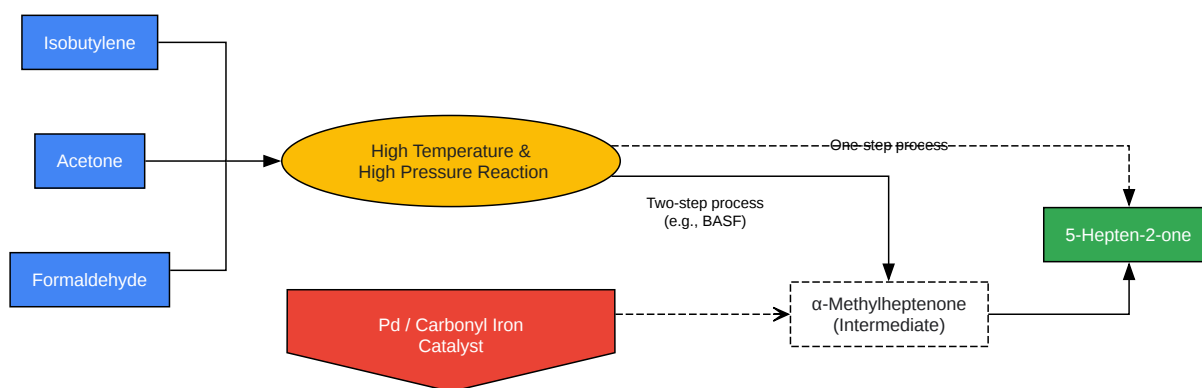 Isobutylene
Acetone
Formaldehyde
High Temperature &
High Pressure Reaction
One-step process
Two-step process
(e.g., BASF)
5-Hepten-2-one
Pd / Carbonyl Iron
Catalyst
α-Methylheptenone
(Intermediate)